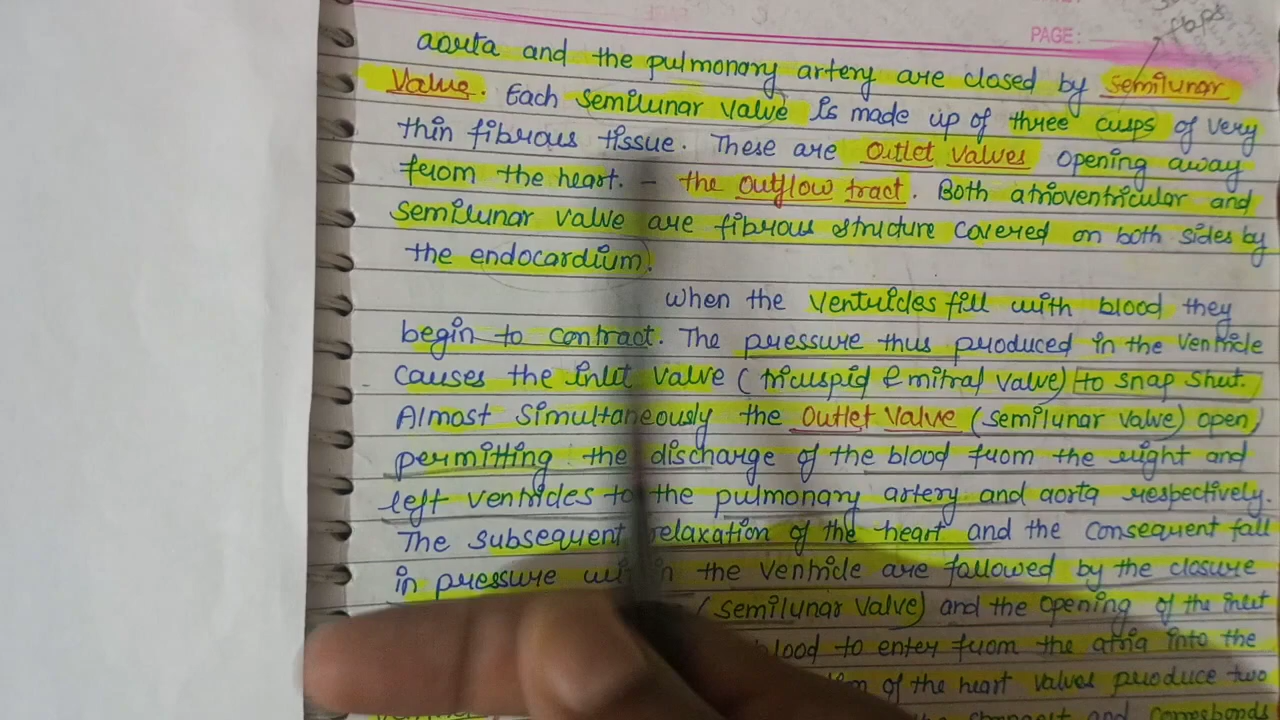 PAGE:
flaps
aorta and the pulmonary artery are closed by semilunar
Valve. Each semilunar valve is made up of three cusps of very
thin fibrous tissue. These are outlet valves opening away
from the heart. - the outflow tract. Both atrioventricular and
semilunar valve are fibrous structure covered on both sides by
the endocardium.
When the ventricles fill with blood they
begin to contract. The pressure thus produced in the ventricle
causes the inlet valve (tricuspid & mitral valve) to snap shut.
Almost simultaneously the outlet valve (semilunar valve) open,
permitting the discharge of the blood from the right and
left ventricles to the pulmonary artery and aorta respectively.
The subsequent relaxation of the heart and the consequent fall
in pressure the ventricle are followed by the closure
(semilunar valve) and the opening of the inlet
blood to enter from the atria into the
of the heart valves produce two
and corresponds